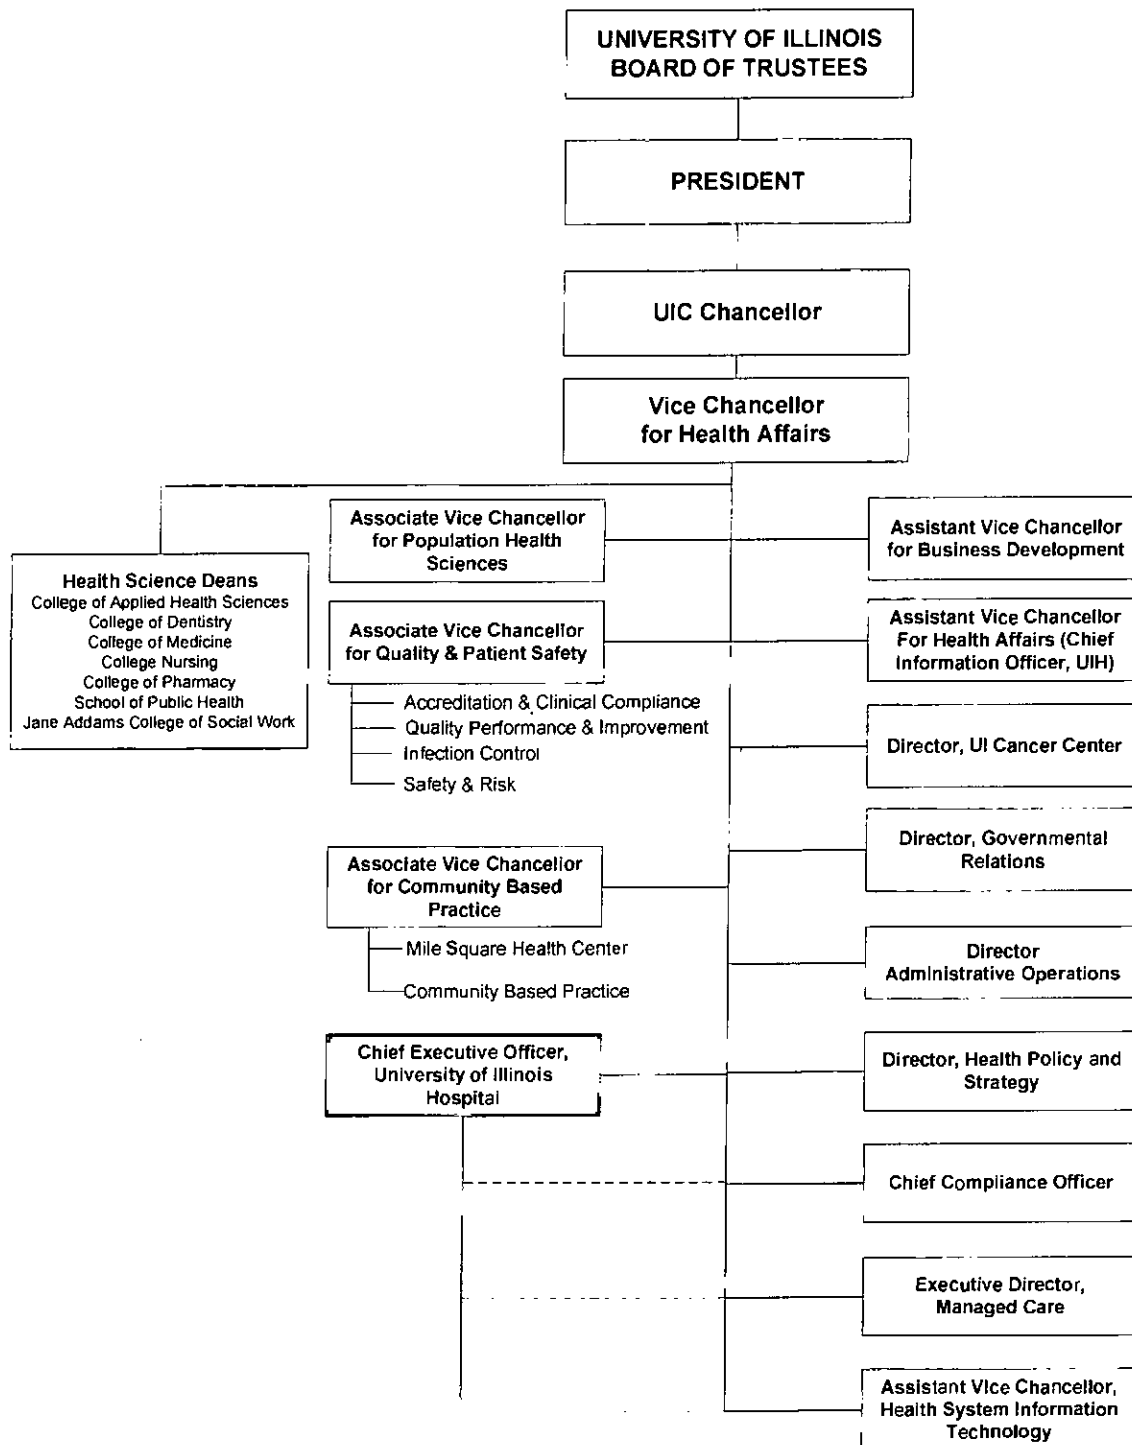 UNIVERSITY OF ILLINOIS
BOARD OF TRUSTEES
PRESIDENT
UIC Chancellor
Vice Chancellor
for Health Affairs
Health Science Deans
College of Applied Health Sciences
College of Dentistry
College of Medicine
College Nursing
College of Pharmacy
School of Public Health
Jane Addams College of Social Work
Associate Vice Chancellor
for Population Health
Sciences
Associate Vice Chancellor
for Quality & Patient Safety
Accreditation & Clinical Compliance
Quality Performance & Improvement
Infection Control
Safety & Risk
Associate Vice Chancellor
for Community Based
Practice
Mile Square Health Center
Community Based Practice
Chief Executive Officer,
University of Illinois
Hospital
Assistant Vice Chancellor
for Business Development
Assistant Vice Chancellor
For Health Affairs (Chief
Information Officer, UIH)
Director, UI Cancer Center
Director, Governmental
Relations
Director
Administrative Operations
Director, Health Policy and
Strategy
Chief Compliance Officer
Executive Director,
Managed Care
Assistant Vice Chancellor,
Health System Information
Technology